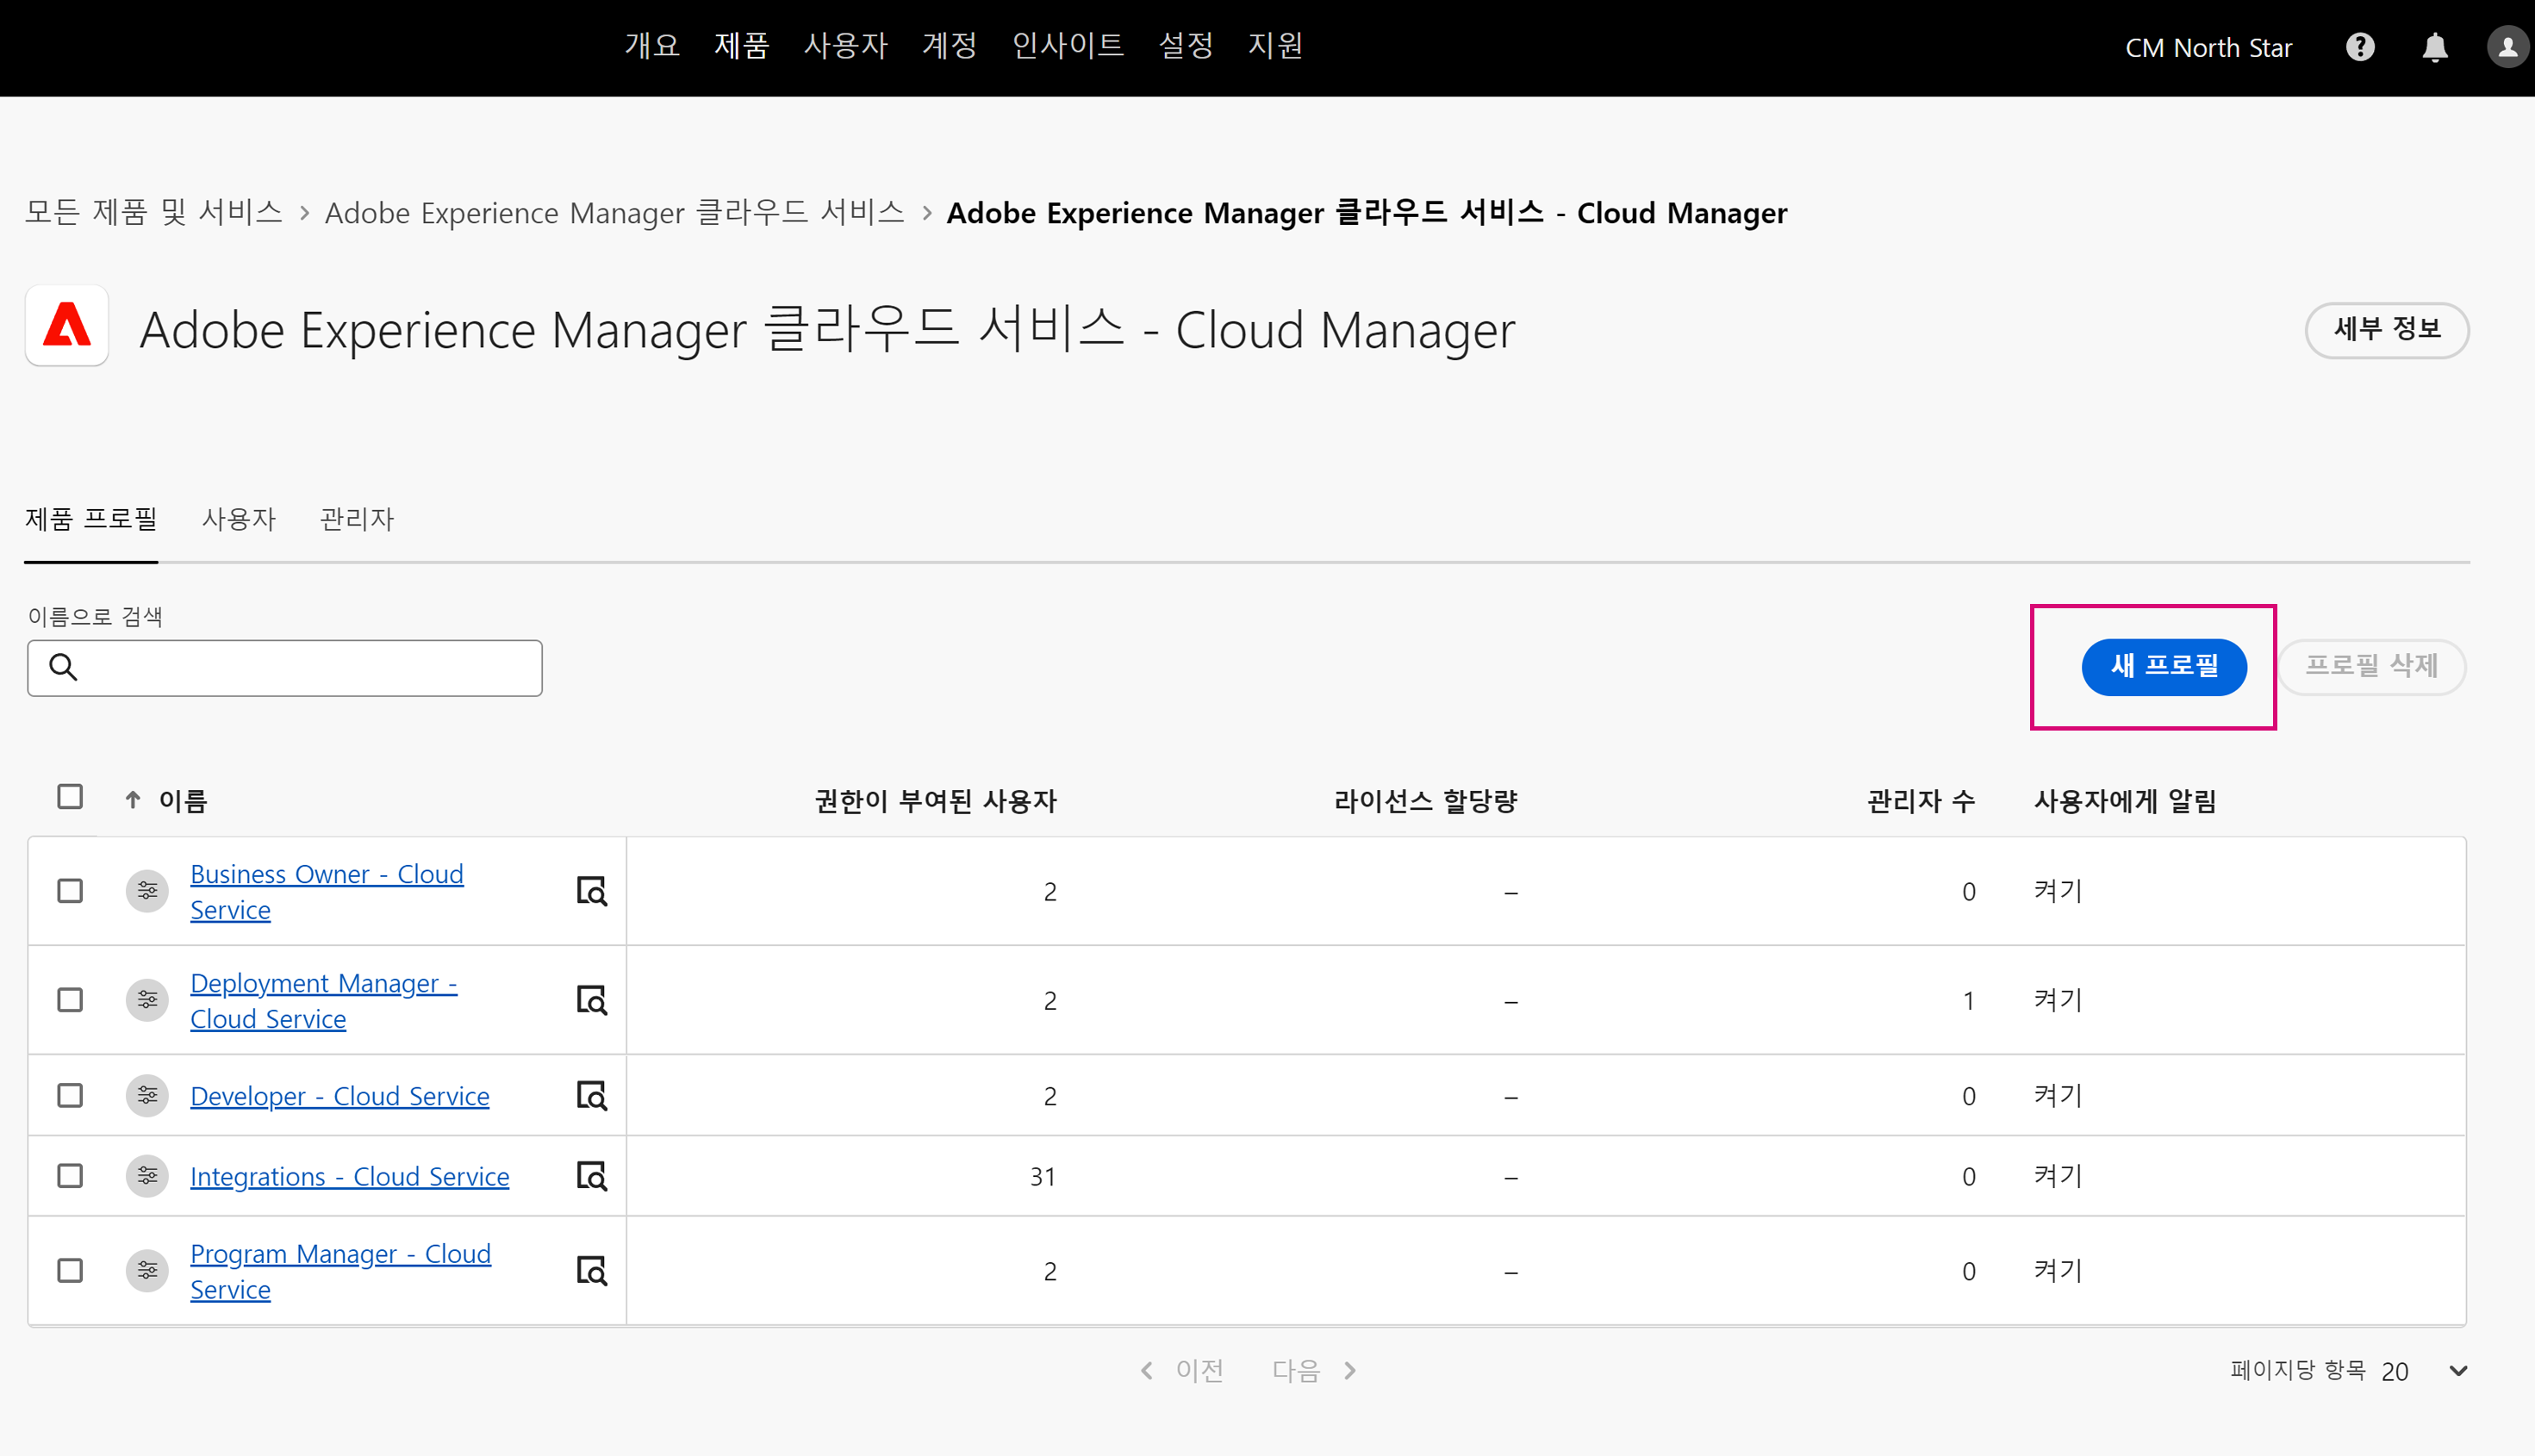 개요 제품 사용자 계정 인사이트 설정 지원 CM North Star
모든 제품 및 서비스 > Adobe Experience Manager 클라우드 서비스 > Adobe Experience Manager 클라우드 서비스 - Cloud Manager
Adobe Experience Manager 클라우드 서비스 - Cloud Manager 세부 정보
제품 프로필 사용자 관리자
이름으로 검색
새 프로필 프로필 삭제
이름 권한이 부여된 사용자 라이선스 할당량 관리자 수 사용자에게 알림
Business Owner - Cloud
Service
2 – 0 켜기
Deployment Manager -
Cloud Service
2 – 1 켜기
Developer - Cloud Service 2 – 0 켜기
Integrations - Cloud Service 31 – 0 켜기
Program Manager - Cloud
Service
2 – 0 켜기
이전 다음 페이지당 항목 20